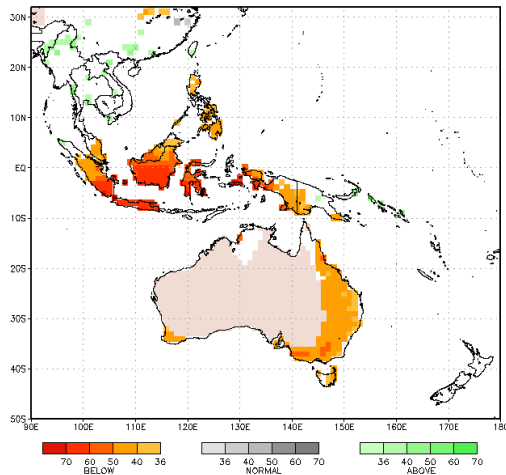 30N
20N
10N
EQ
10S
20S
30S
40S
50S
90E 100E 110E 120E 130E 140E 150E 160E 170E 180
70 60 50 40 36 36 40 50 60 70 36 40 50 60 70
BELOW NORMAL ABOVE